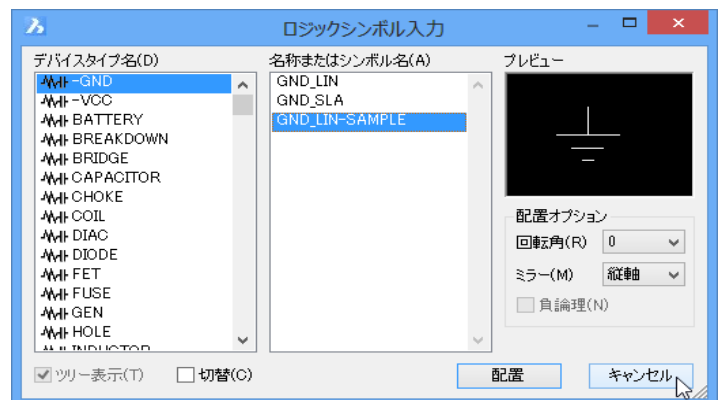 ロジックシンボル入力
デバイスタイプ名(D)
-GND
-VCC
BATTERY
BREAKDOWN
BRIDGE
CAPACITOR
CHOKE
COIL
DIAC
DIODE
FET
FUSE
GEN
HOLE
INDUCTOR
名称またはシンボル名(A)
GND_LIN
GND_SLA
GND_LIN-SAMPLE
プレビュー
配置オプション
回転角(R) 0
ミラー(M) 縦軸
負論理(N)
ツリー表示(T) 切替(C) 配置 キャンセル